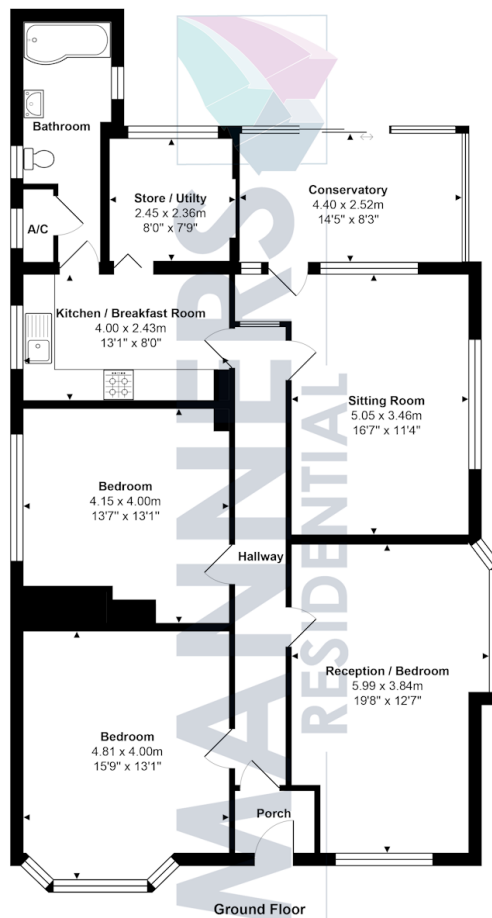 Bathroom
Store / Utilty
2.45 x 2.36m
8'0" x 7'9"
Conservatory
4.40 x 2.52m
14'5" x 8'3"
A/C
Kitchen / Breakfast Room
4.00 x 2.43m
13'1" x 8'0"
Sitting Room
5.05 x 3.46m
16'7" x 11'4"
Bedroom
4.15 x 4.00m
13'7" x 13'1"
Hallway
Reception / Bedroom
5.99 x 3.84m
19'8" x 12'7"
Bedroom
4.81 x 4.00m
15'9" x 13'1"
Porch
Ground Floor
MANNERS
RESIDENTIAL